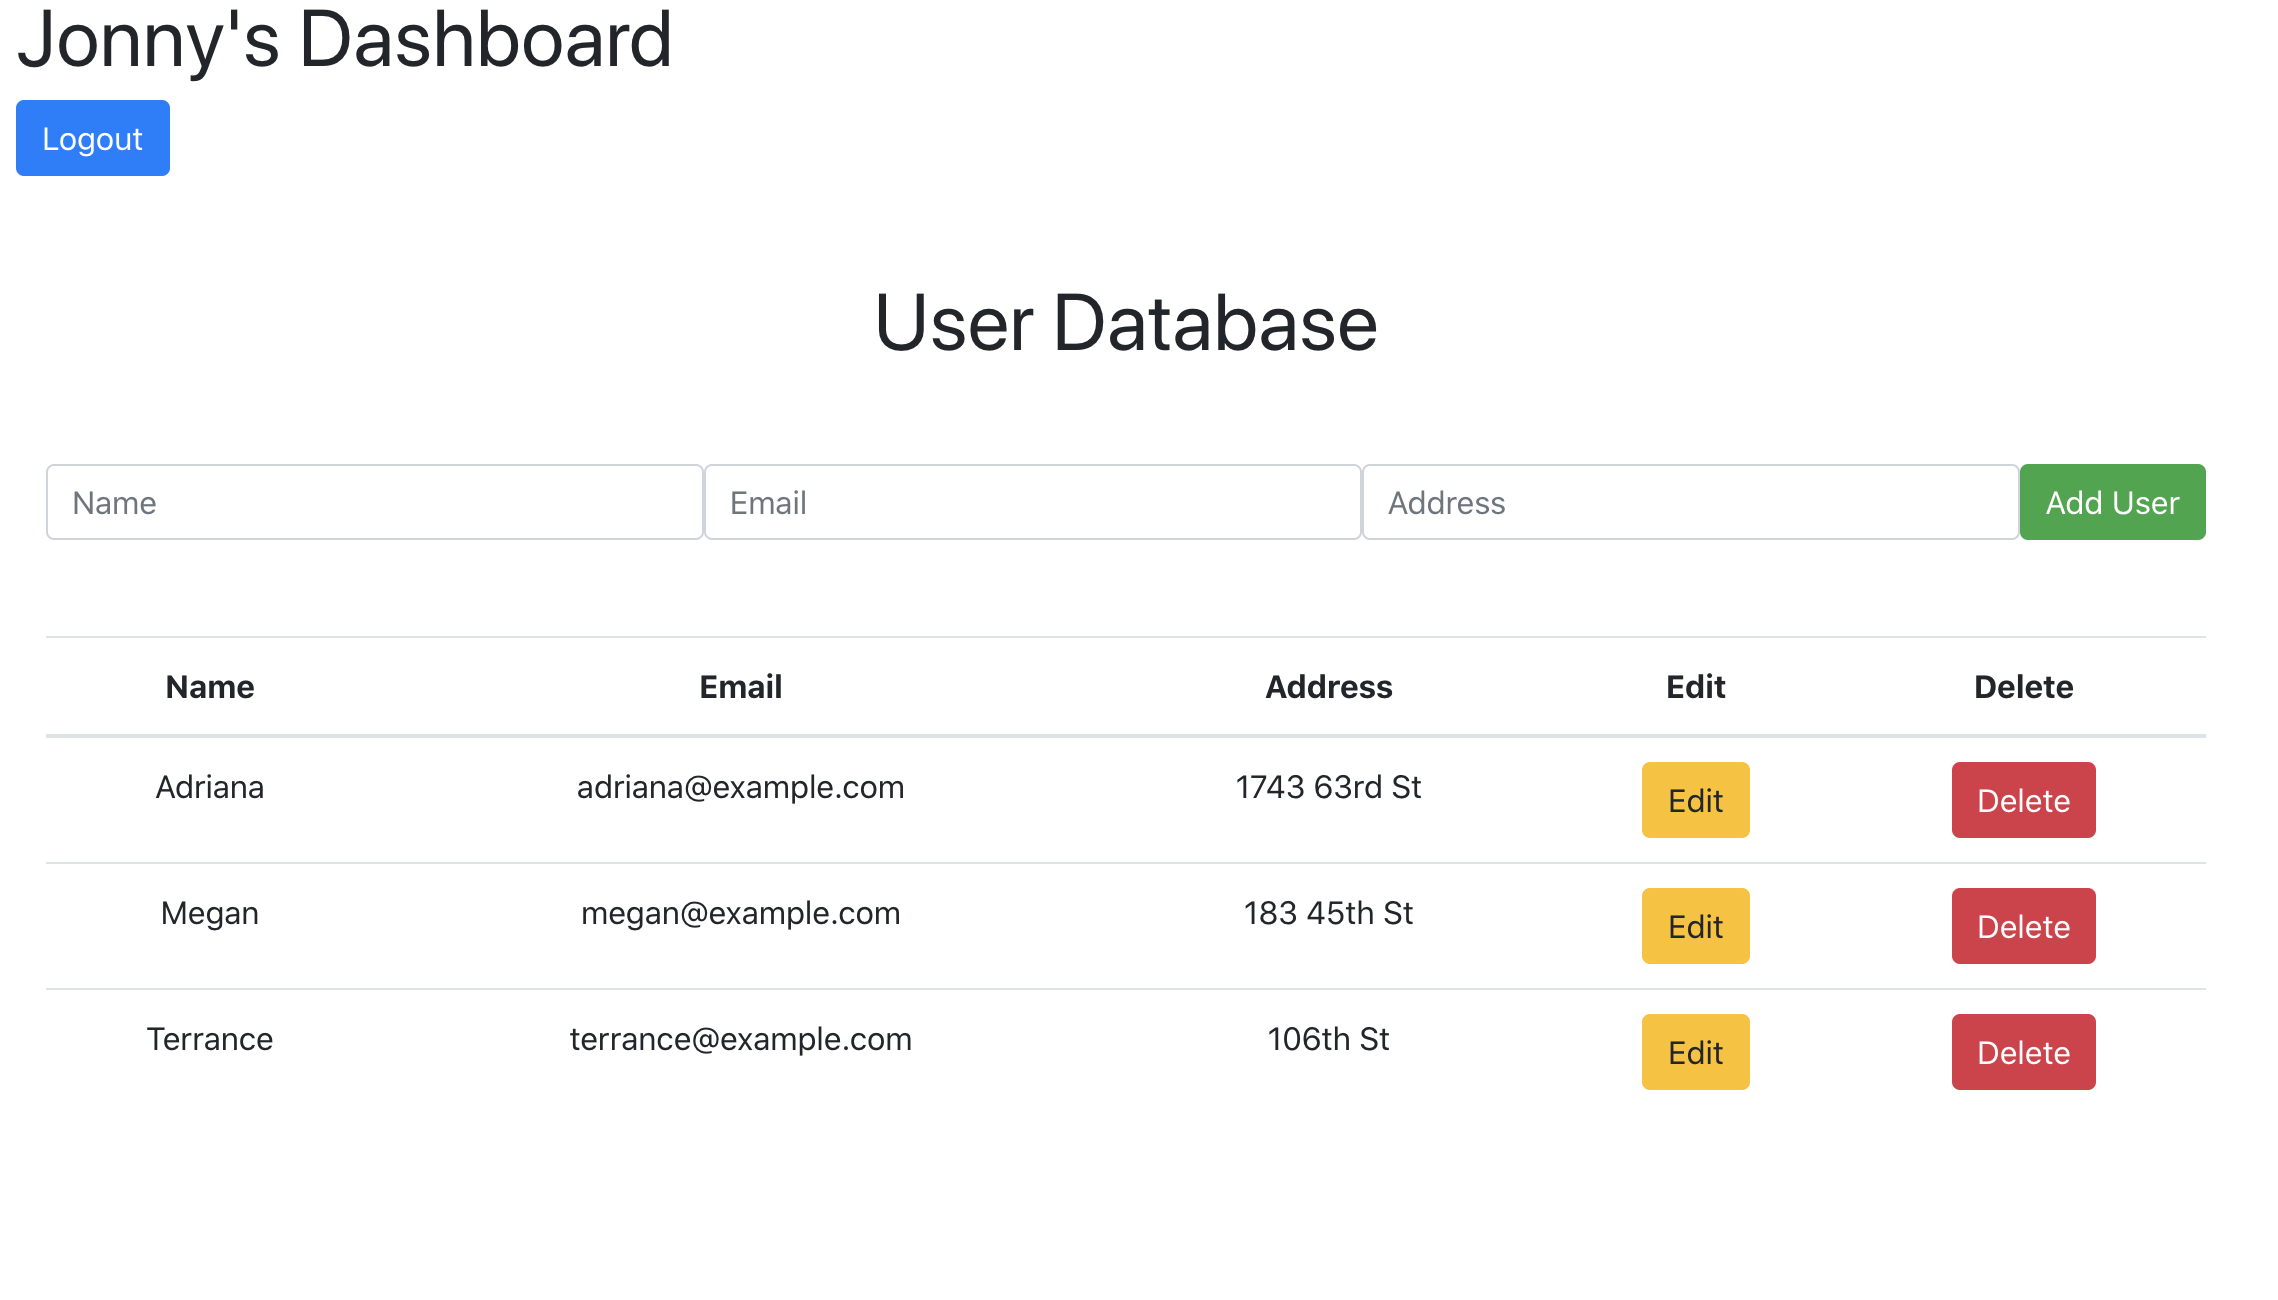 Jonny's Dashboard
Logout
User Database
Name Email Address Add User
Name Email Address Edit Delete
Adriana adriana@example.com 1743 63rd St Edit Delete
Megan megan@example.com 183 45th St Edit Delete
Terrance terrance@example.com 106th St Edit Delete